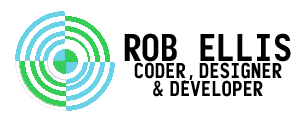 ROB ELLIS
CODER, DESIGNER
& DEVELOPER